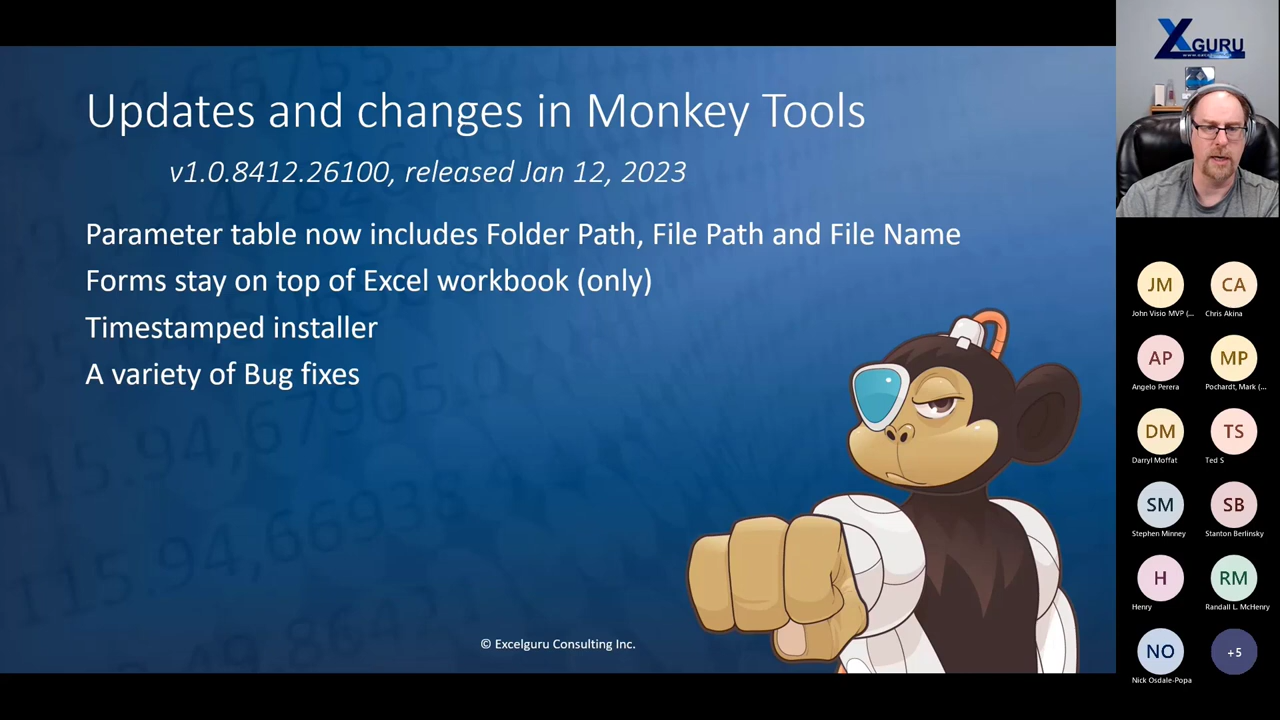 Updates and changes in Monkey Tools
v1.0.8412.26100, released Jan 12, 2023
Parameter table now includes Folder Path, File Path and File Name
Forms stay on top of Excel workbook (only)
Timestamped installer
A variety of Bug fixes
© Excelguru Consulting Inc.
XGURU
JM
CA
John Visio MVP (...
Chris Akina
AP
MP
Angelo Perera
Pochardt, Mark (...
DM
TS
Darryl Moffat
Ted S
SM
SB
Stephen Minney
Stanton Berlinsky
H
RM
Henry
Randall L. McHenry
NO
+5
Nick Osdale-Popa